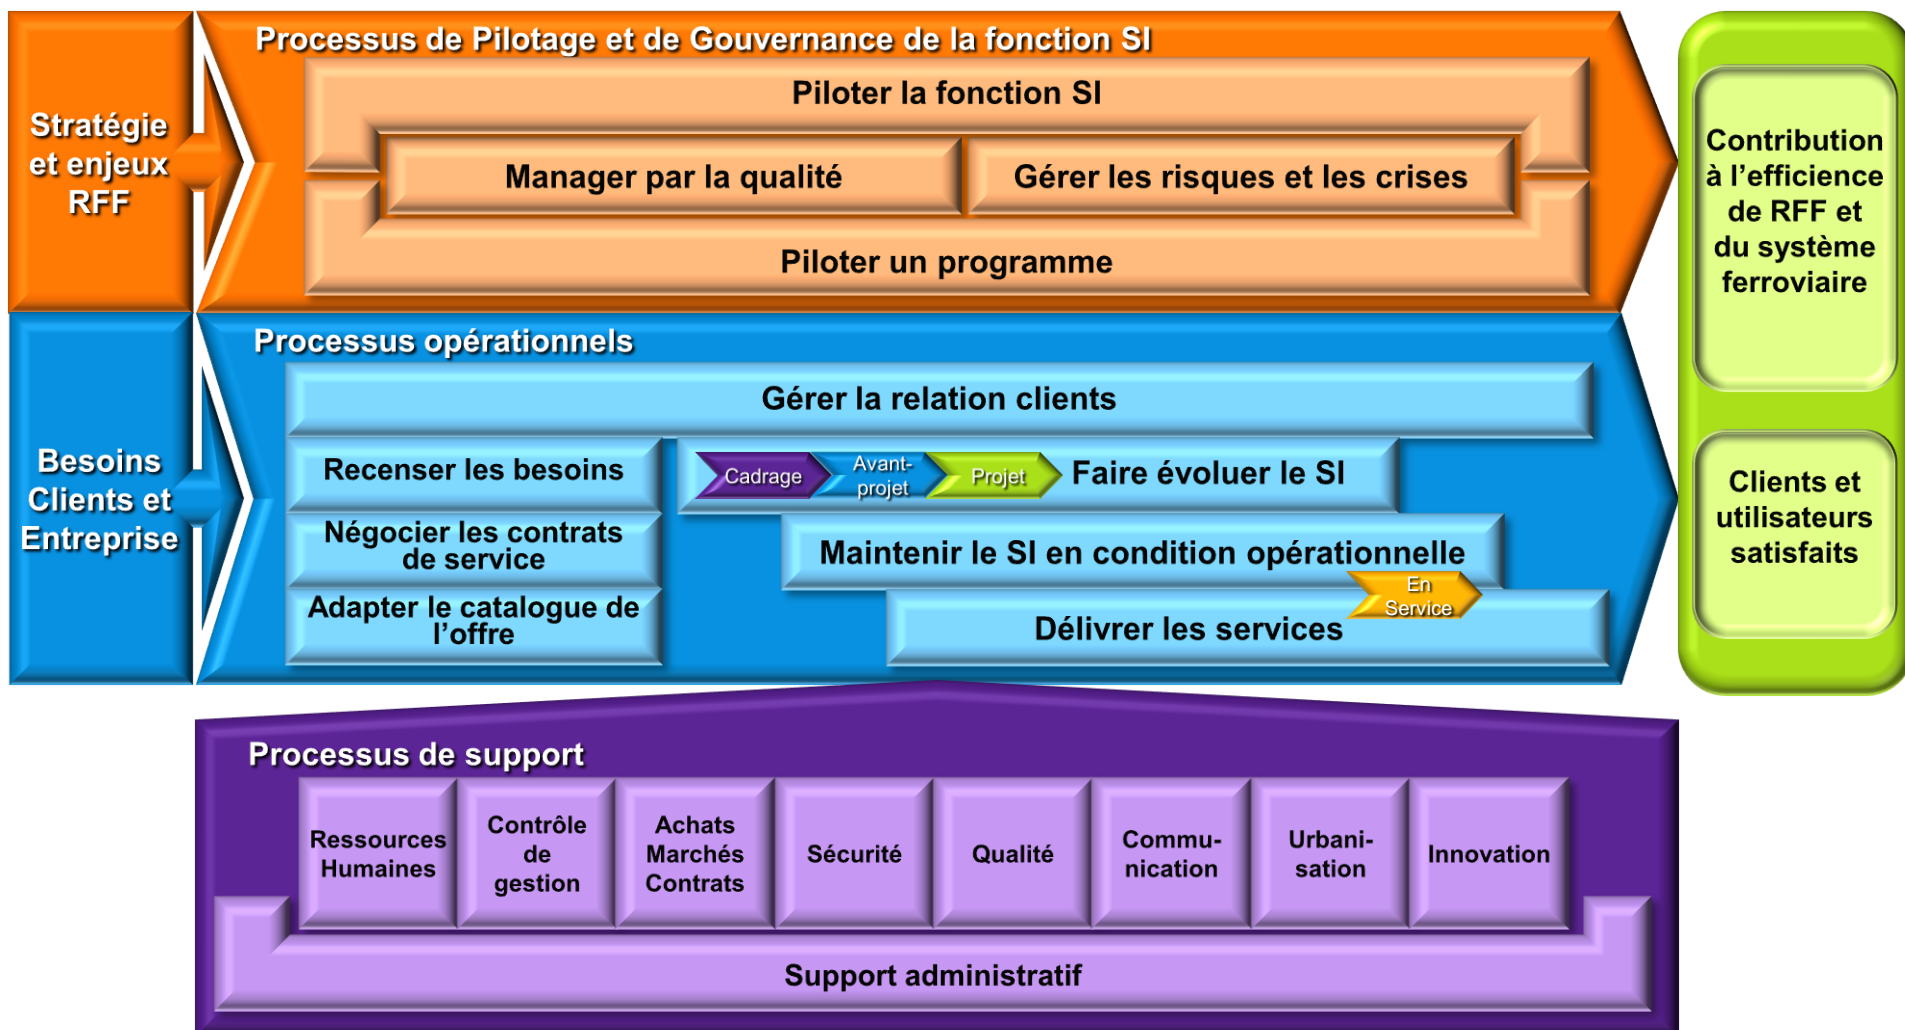 Processus de Pilotage et de Gouvernance de la fonction SI
Piloter la fonction SI
Manager par la qualité
Gérer les risques et les crises
Piloter un programme
Stratégie
et enjeux
RFF
Processus opérationnels
Gérer la relation clients
Recenser les besoins
Cadrage
Avant-
projet
Projet
Faire évoluer le SI
Négocier les contrats
de service
Maintenir le SI en condition opérationnelle
En
Service
Adapter le catalogue de
l'offre
Délivrer les services
Besoins
Clients et
Entreprise
Contribution
à l'efficience
de RFF et
du système
ferroviaire
Clients et
utilisateurs
satisfaits
Processus de support
Ressources
Humaines
Contrôle
de
gestion
Achats
Marchés
Contrats
Sécurité
Qualité
Commu-
nication
Urbani-
sation
Innovation
Support administratif